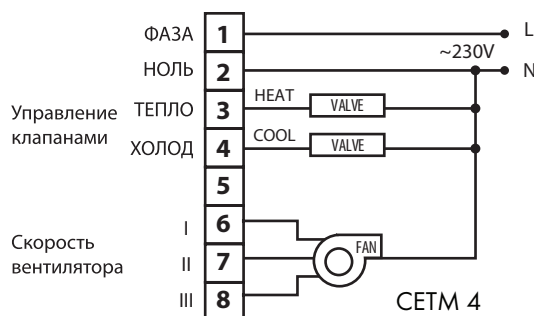 ФАЗА 1 L
~230V
НОЛЬ 2 N
Управление клапанами
ТЕПЛО 3 HEAT VALVE
ХОЛОД 4 COOL VALVE
5
Скорость вентилятора
I 6
II 7 FAN
III 8
СЕТМ 4